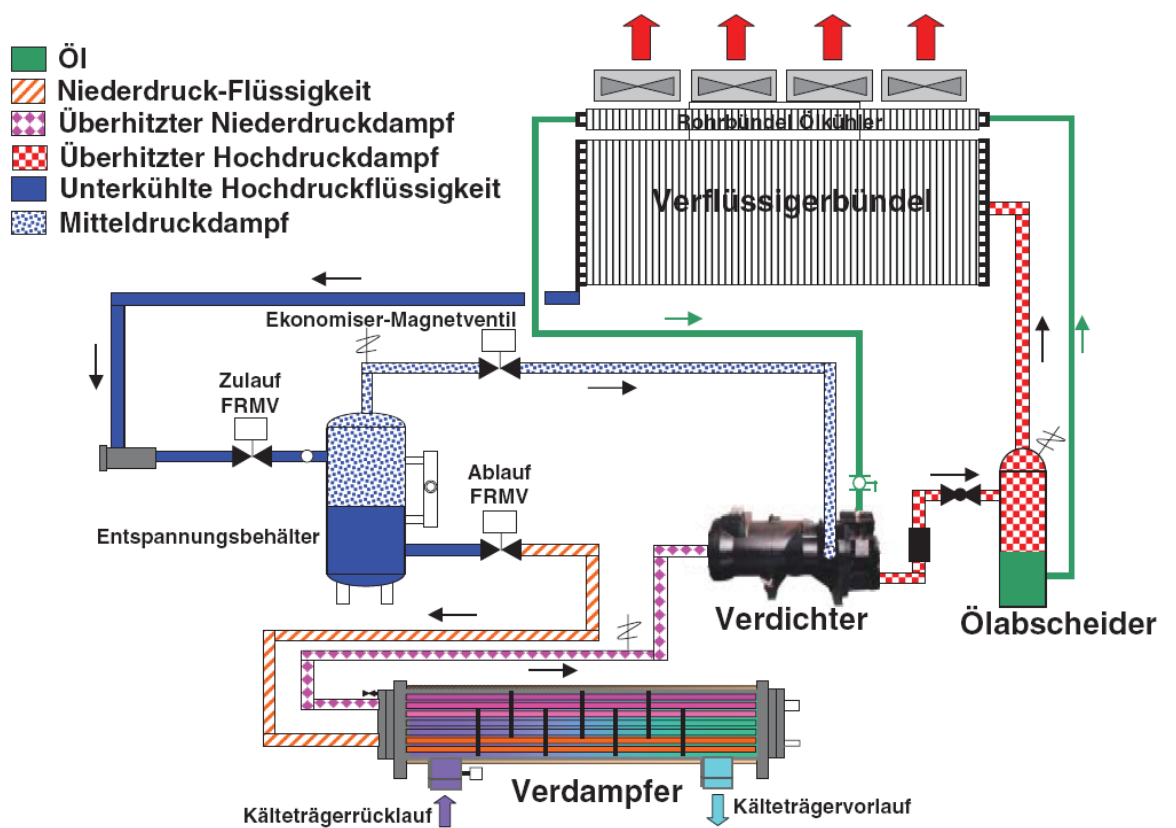 Öl
Niederdruck-Flüssigkeit
Überhitzter Niederdruckdampf
Überhitzter Hochdruckdampf
Unterkühlte Hochdruckflüssigkeit
Mitteldruckdampf
Rohrbündel Ölkühler
Verflüssigerbündel
Ekonomiser-Magnetventil
Zulauf
FRMV
Ablauf
FRMV
Entspannungsbehälter
Verdichter
Ölabscheider
Verdampfer
Kälteträgerrücklauf
Kälteträgervorlauf